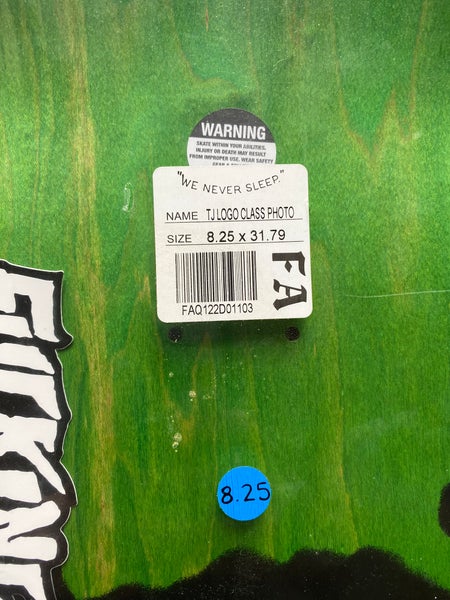 WARNING
SKATE WITHIN YOUR ABILITIES.
INJURY OR DEATH MAY RESULT
FROM IMPROPER USE. WEAR SAFETY
"WE NEVER SLEEP."
NAME TJ LOGO CLASS PHOTO
SIZE 8.25 x 31.79
FA
FAQ122D01103
8.25